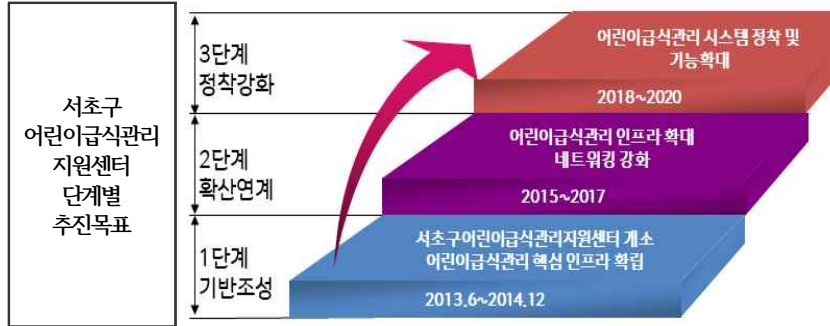 서초구
어린이급식관리
지원센터
단계별
추진목표
3단계
정착강화
어린이급식관리 시스템 정착 및
기능확대
2018~2020
2단계
확산연계
어린이급식관리 인프라 확대
네트워킹 강화
2015~2017
1단계
기반조성
서초구어린이급식관리지원센터 개소
어린이급식관리 핵심 인프라 확립
2013.6~2014.12